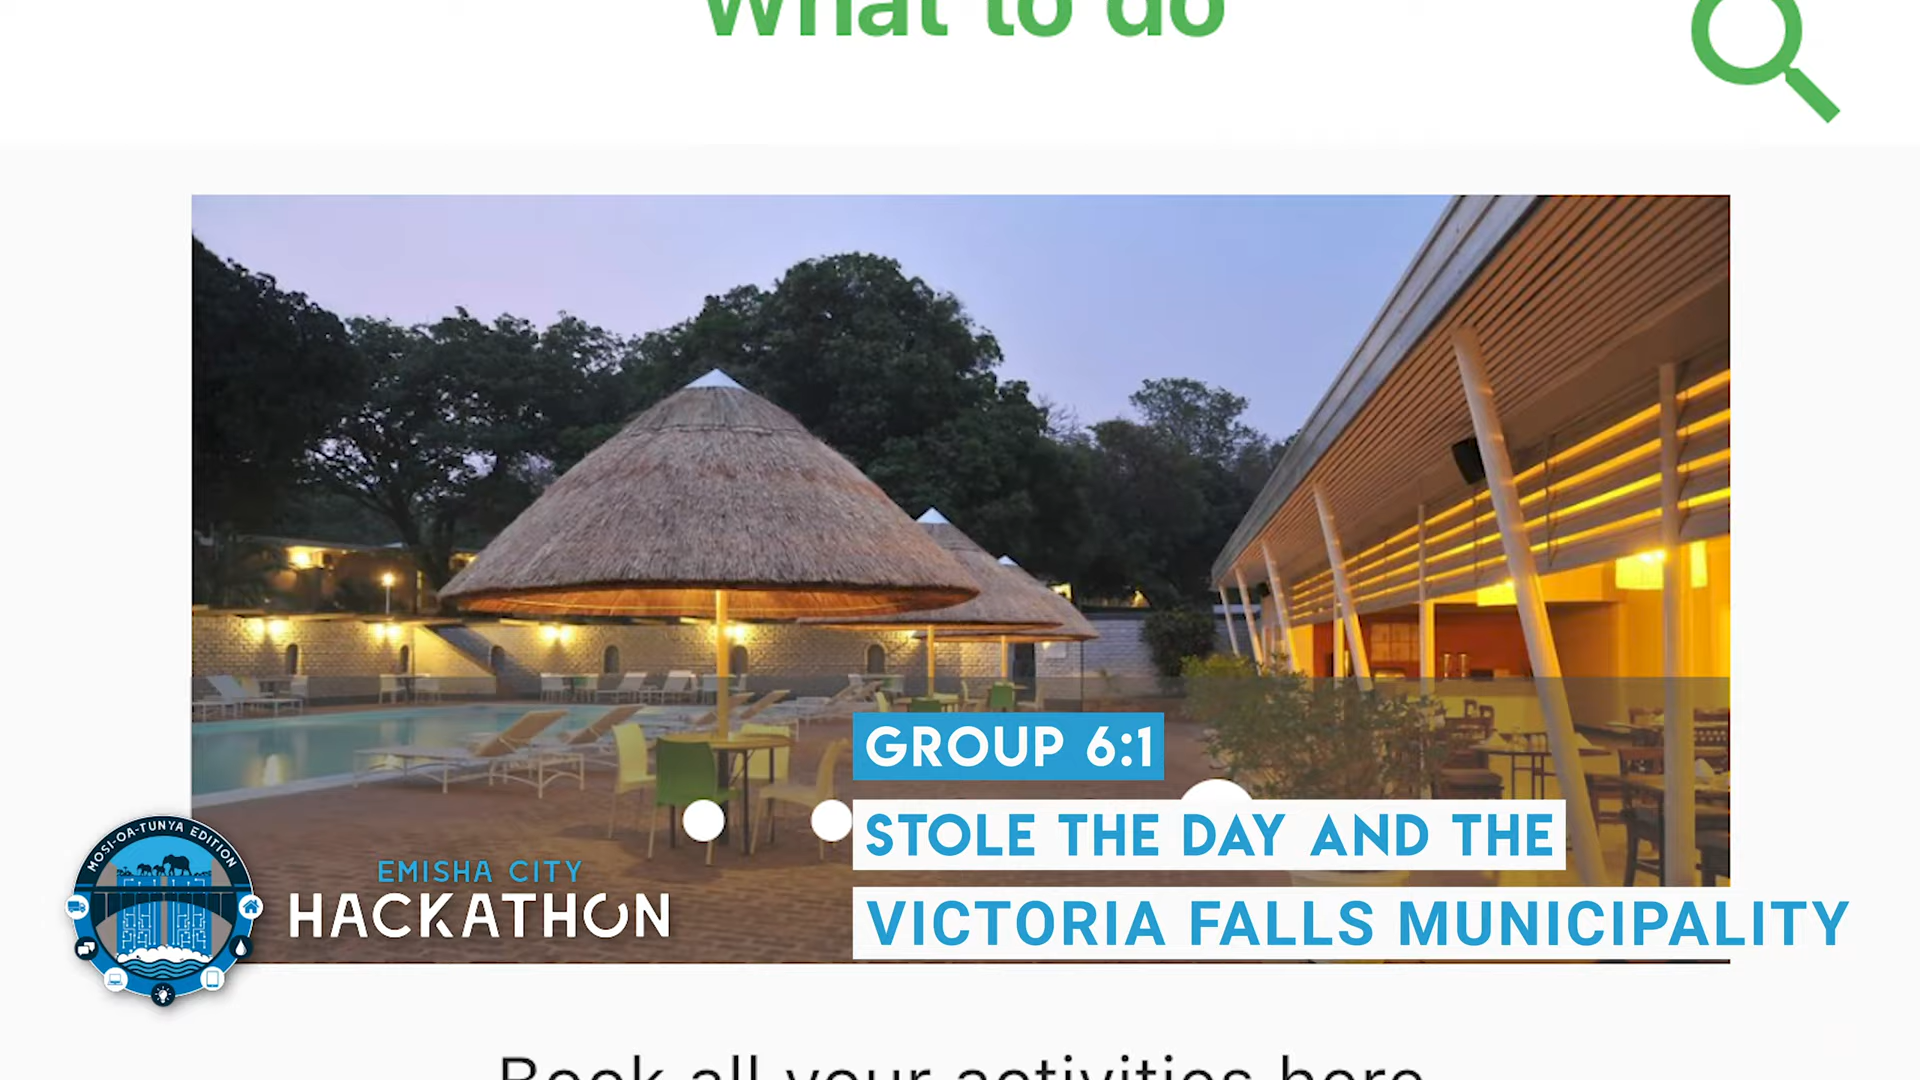 What to do
GROUP 6:1
STOLE THE DAY AND THE
VICTORIA FALLS MUNICIPALITY
MOSI-OA-TUNYA EDITION
EMISHA CITY
HACKATHON
Book all your activities here